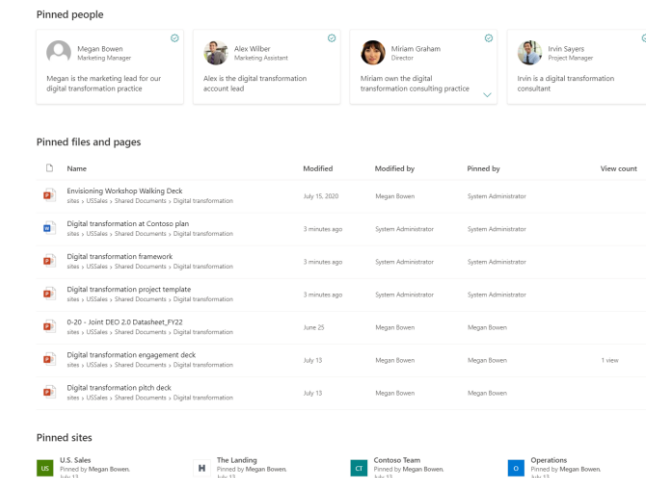 Pinned people
Megan Bowen
Marketing Manager
Megan is the marketing lead for our
digital transformation practice
Alex Wilber
Marketing Assistant
Alex is the digital transformation
account lead
Miriam Graham
Director
Miriam own the digital
transformation consulting practice
Irvin Sayers
Project Manager
Irvin is a digital transformation
consultant
Pinned files and pages
Name Modified Modified by Pinned by View count
Envisioning Workshop Walking Deck
sites › USSales › Shared Documents › Digital transformation
July 15, 2020 Megan Bowen System Administrator
Digital transformation at Contoso plan
sites › USSales › Shared Documents › Digital transformation
3 minutes ago System Administrator System Administrator
Digital transformation framework
sites › USSales › Shared Documents › Digital transformation
3 minutes ago System Administrator System Administrator
Digital transformation project template
sites › USSales › Shared Documents › Digital transformation
3 minutes ago System Administrator System Administrator
0-20 - Joint DEO 2.0 Datasheet_FY22
sites › USSales › Shared Documents › Digital transformation
June 25 Megan Bowen Megan Bowen
Digital transformation engagement deck
sites › USSales › Shared Documents › Digital transformation
July 13 Megan Bowen Megan Bowen 1 view
Digital transformation pitch deck
sites › USSales › Shared Documents › Digital transformation
July 13 Megan Bowen Megan Bowen
Pinned sites
US
U.S. Sales
Pinned by Megan Bowen,
July 13
H
The Landing
Pinned by Megan Bowen,
July 13
CT
Contoso Team
Pinned by Megan Bowen,
July 13
O
Operations
Pinned by Megan Bowen,
July 13